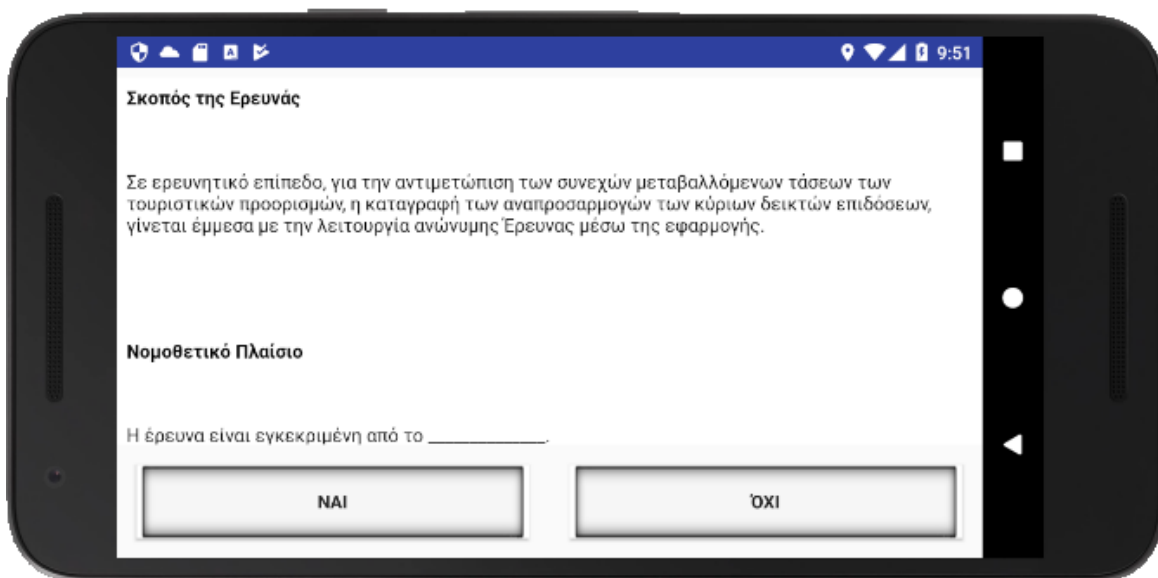 9:51
Σκοπός της Ερευνάς
Σε ερευνητικό επίπεδο, για την αντιμετώπιση των συνεχών μεταβαλλόμενων τάσεων των
τουριστικών προορισμών, η καταγραφή των αναπροσαρμογών των κύριων δεικτών επιδόσεων,
γίνεται έμμεσα με την λειτουργία ανώνυμης Έρευνας μέσω της εφαρμογής.
Νομοθετικό Πλαίσιο
Η έρευνα είναι εγκεκριμένη από το ______________.
ΝΑΙ
ΌΧΙ